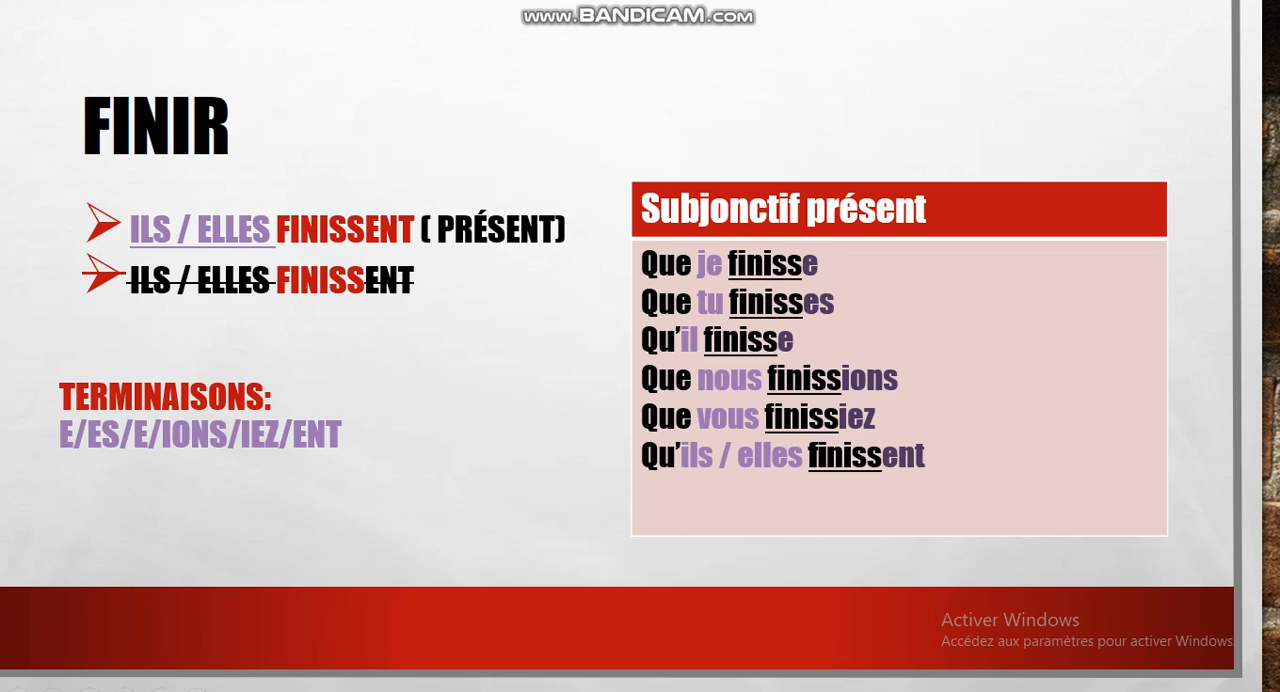 www.BANDICAM.com
FINIR
ILS / ELLES FINISSENT ( PRÉSENT)
ILS / ELLES FINISSENT
TERMINAISONS:
E/ES/E/IONS/IEZ/ENT
Subjonctif présent
Que je finisse
Que tu finisses
Qu’il finisse
Que nous finissions
Que vous finissiez
Qu’ils / elles finissent
Activer Windows
Accédez aux paramètres pour activer Windows.